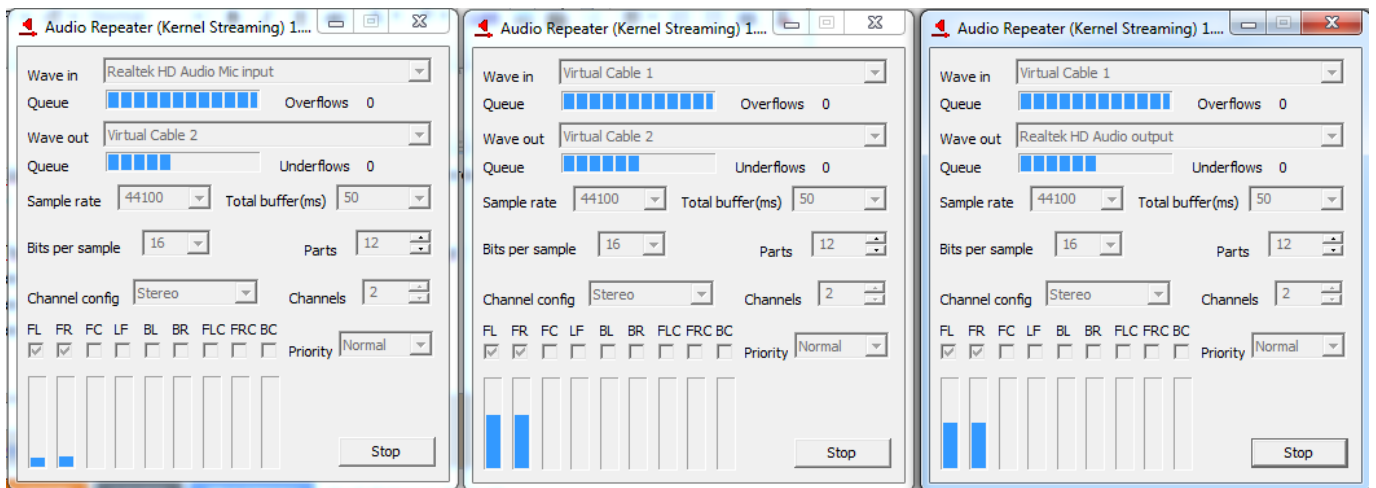 Audio Repeater (Kernel Streaming) 1....
Wave in Realtek HD Audio Mic input
Queue Overflows 0
Wave out Virtual Cable 2
Queue Underflows 0
Sample rate 44100 Total buffer(ms) 50
Bits per sample 16 Parts 12
Channel config Stereo Channels 2
FL FR FC LF BL BR FLC FRC BC
Priority Normal
Stop
Audio Repeater (Kernel Streaming) 1....
Wave in Virtual Cable 1
Queue Overflows 0
Wave out Virtual Cable 2
Queue Underflows 0
Sample rate 44100 Total buffer(ms) 50
Bits per sample 16 Parts 12
Channel config Stereo Channels 2
FL FR FC LF BL BR FLC FRC BC
Priority Normal
Stop
Audio Repeater (Kernel Streaming) 1....
Wave in Virtual Cable 1
Queue Overflows 0
Wave out Realtek HD Audio output
Queue Underflows 0
Sample rate 44100 Total buffer(ms) 50
Bits per sample 16 Parts 12
Channel config Stereo Channels 2
FL FR FC LF BL BR FLC FRC BC
Priority Normal
Stop